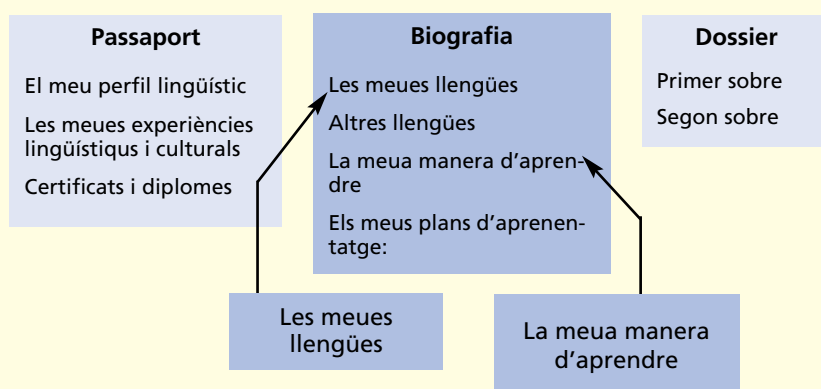 Passaport
El meu perfil lingüístic
Les meues experiències
lingüístiqus i culturals
Certificats i diplomes
Biografia
Les meues llengües
Altres llengües
La meua manera d'apren-
dre
Els meus plans d'aprenen-
tatge:
Dossier
Primer sobre
Segon sobre
Les meues
llengües
La meua manera
d'aprendre